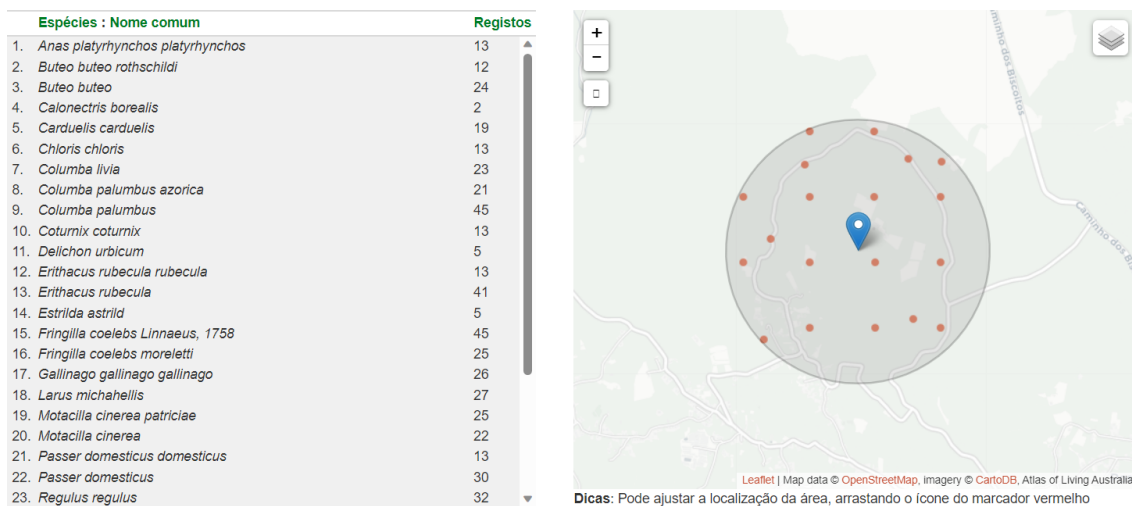 Espécies : Nome comum Registos
1. Anas platyrhynchos platyrhynchos 13
2. Buteo buteo rothschildi 12
3. Buteo buteo 24
4. Calonectris borealis 2
5. Carduelis carduelis 19
6. Chloris chloris 13
7. Columba livia 23
8. Columba palumbus azorica 21
9. Columba palumbus 45
10. Coturnix coturnix 13
11. Delichon urbicum 5
12. Erithacus rubecula rubecula 13
13. Erithacus rubecula 41
14. Estrilda astrild 5
15. Fringilla coelebs Linnaeus, 1758 45
16. Fringilla coelebs moreletti 25
17. Gallinago gallinago gallinago 26
18. Larus michahellis 27
19. Motacilla cinerea patriciae 25
20. Motacilla cinerea 22
21. Passer domesticus domesticus 13
22. Passer domesticus 30
23. Regulus regulus 32
+
−
Caminho dos Biscoitos
Caminho dos Biscoitos
Leaflet | Map data © OpenStreetMap, imagery © CartoDB, Atlas of Living Australia
Dicas: Pode ajustar a localização da área, arrastando o ícone do marcador vermelho